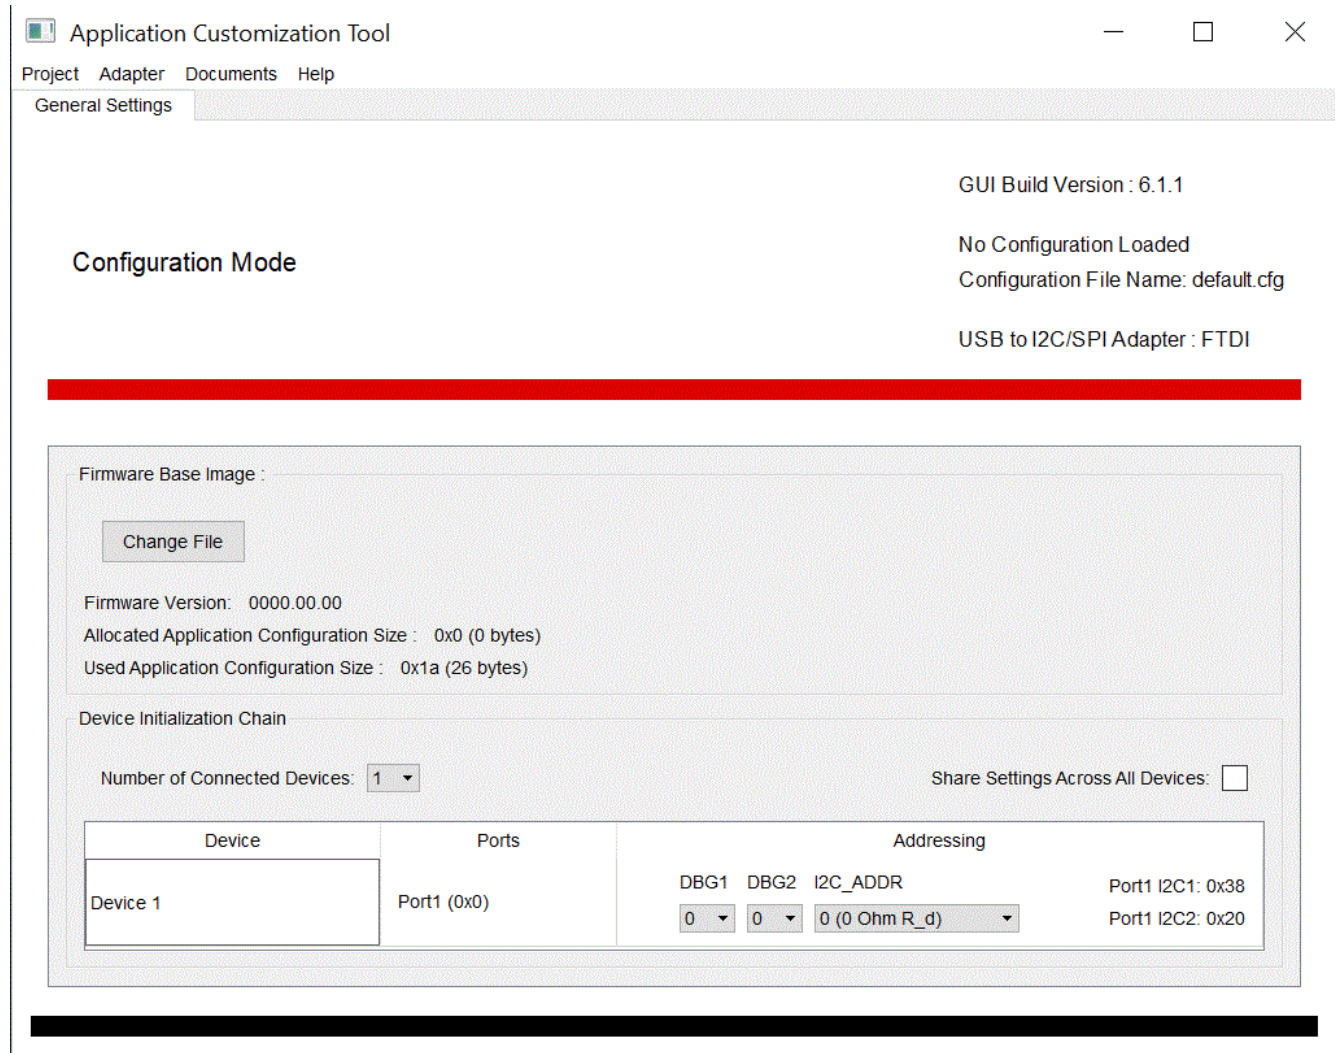 Application Customization Tool
Project Adapter Documents Help
General Settings
GUI Build Version : 6.1.1
No Configuration Loaded
Configuration File Name: default.cfg
Configuration Mode
USB to I2C/SPI Adapter : FTDI
Firmware Base Image :
Change File
Firmware Version: 0000.00.00
Allocated Application Configuration Size : 0x0 (0 bytes)
Used Application Configuration Size : 0x1a (26 bytes)
Device Initialization Chain
Number of Connected Devices: 1
Share Settings Across All Devices:
Device Ports Addressing
DBG1 DBG2 I2C_ADDR
Device 1
Port1 (0x0)
0 0 0 (0 Ohm R_d)
Port1 I2C1: 0x38
Port1 I2C2: 0x20